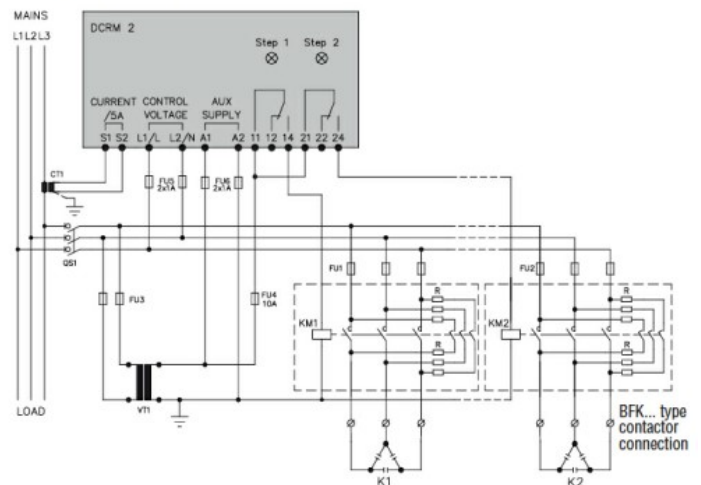 MAINS
L1 L2 L3
DCRM 2
Step 1
Step 2
CURRENT
/5A
CONTROL
VOLTAGE
AUX
SUPPLY
S1 S2 L1/L L2/N A1 A2 11 12 14 21 22 24
CT1
FU5
2x1A
FU6
2x1A
QS1
FU3
FU4
10A
FU1
FU2
R
R
KM1
R
R
KM2
VT1
LOAD
BFK... type
contactor
connection
K1
K2